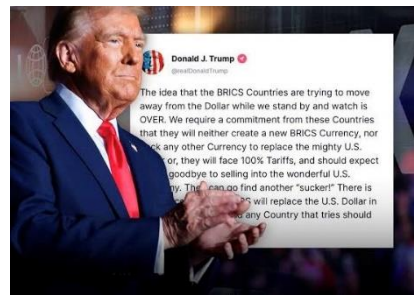 Donald J. Trump
@realDonaldTrump
The idea that the BRICS Countries are trying to move
away from the Dollar while we stand by and watch is
OVER. We require a commitment from these Countries
that they will neither create a new BRICS Currency, nor
any other Currency to replace the mighty U.S.
or, they will face 100% Tariffs, and should expect
goodbye to selling into the wonderful U.S.
can go find another "sucker!" There is
will replace the U.S. Dollar in
any Country that tries should